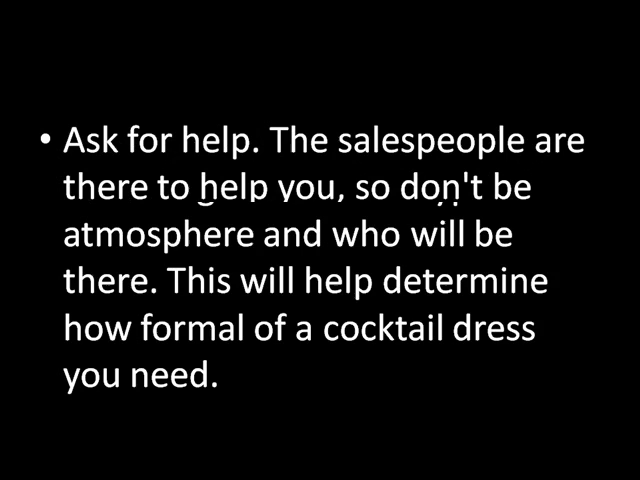 • Ask for help. The salespeople are
there to help you, so don't be
atmosphere and who will be
there. This will help determine
how formal of a cocktail dress
you need.